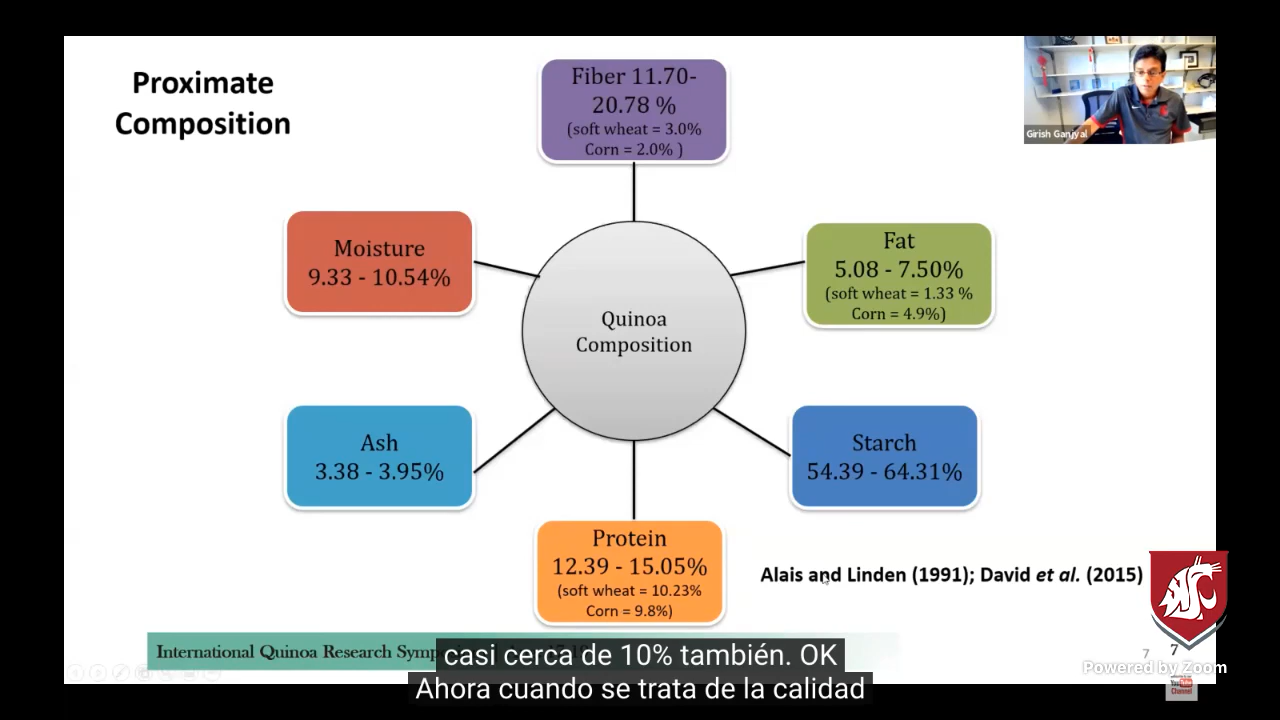 Proximate
Composition
Fiber 11.70-
20.78 %
(soft wheat = 3.0%
Corn = 2.0% )
Girish Ganjyal
Moisture
9.33 - 10.54%
Fat
5.08 - 7.50%
(soft wheat = 1.33 %
Corn = 4.9%)
Quinoa
Composition
Ash
3.38 - 3.95%
Starch
54.39 - 64.31%
Protein
12.39 - 15.05%
(soft wheat = 10.23%
Corn = 9.8%)
Alais and Linden (1991); David et al. (2015)
International Quinoa Research Symp
casi cerca de 10% también. OK
Ahora cuando se trata de la calidad
7
7
Powered by Zoom
YouTube
Channel